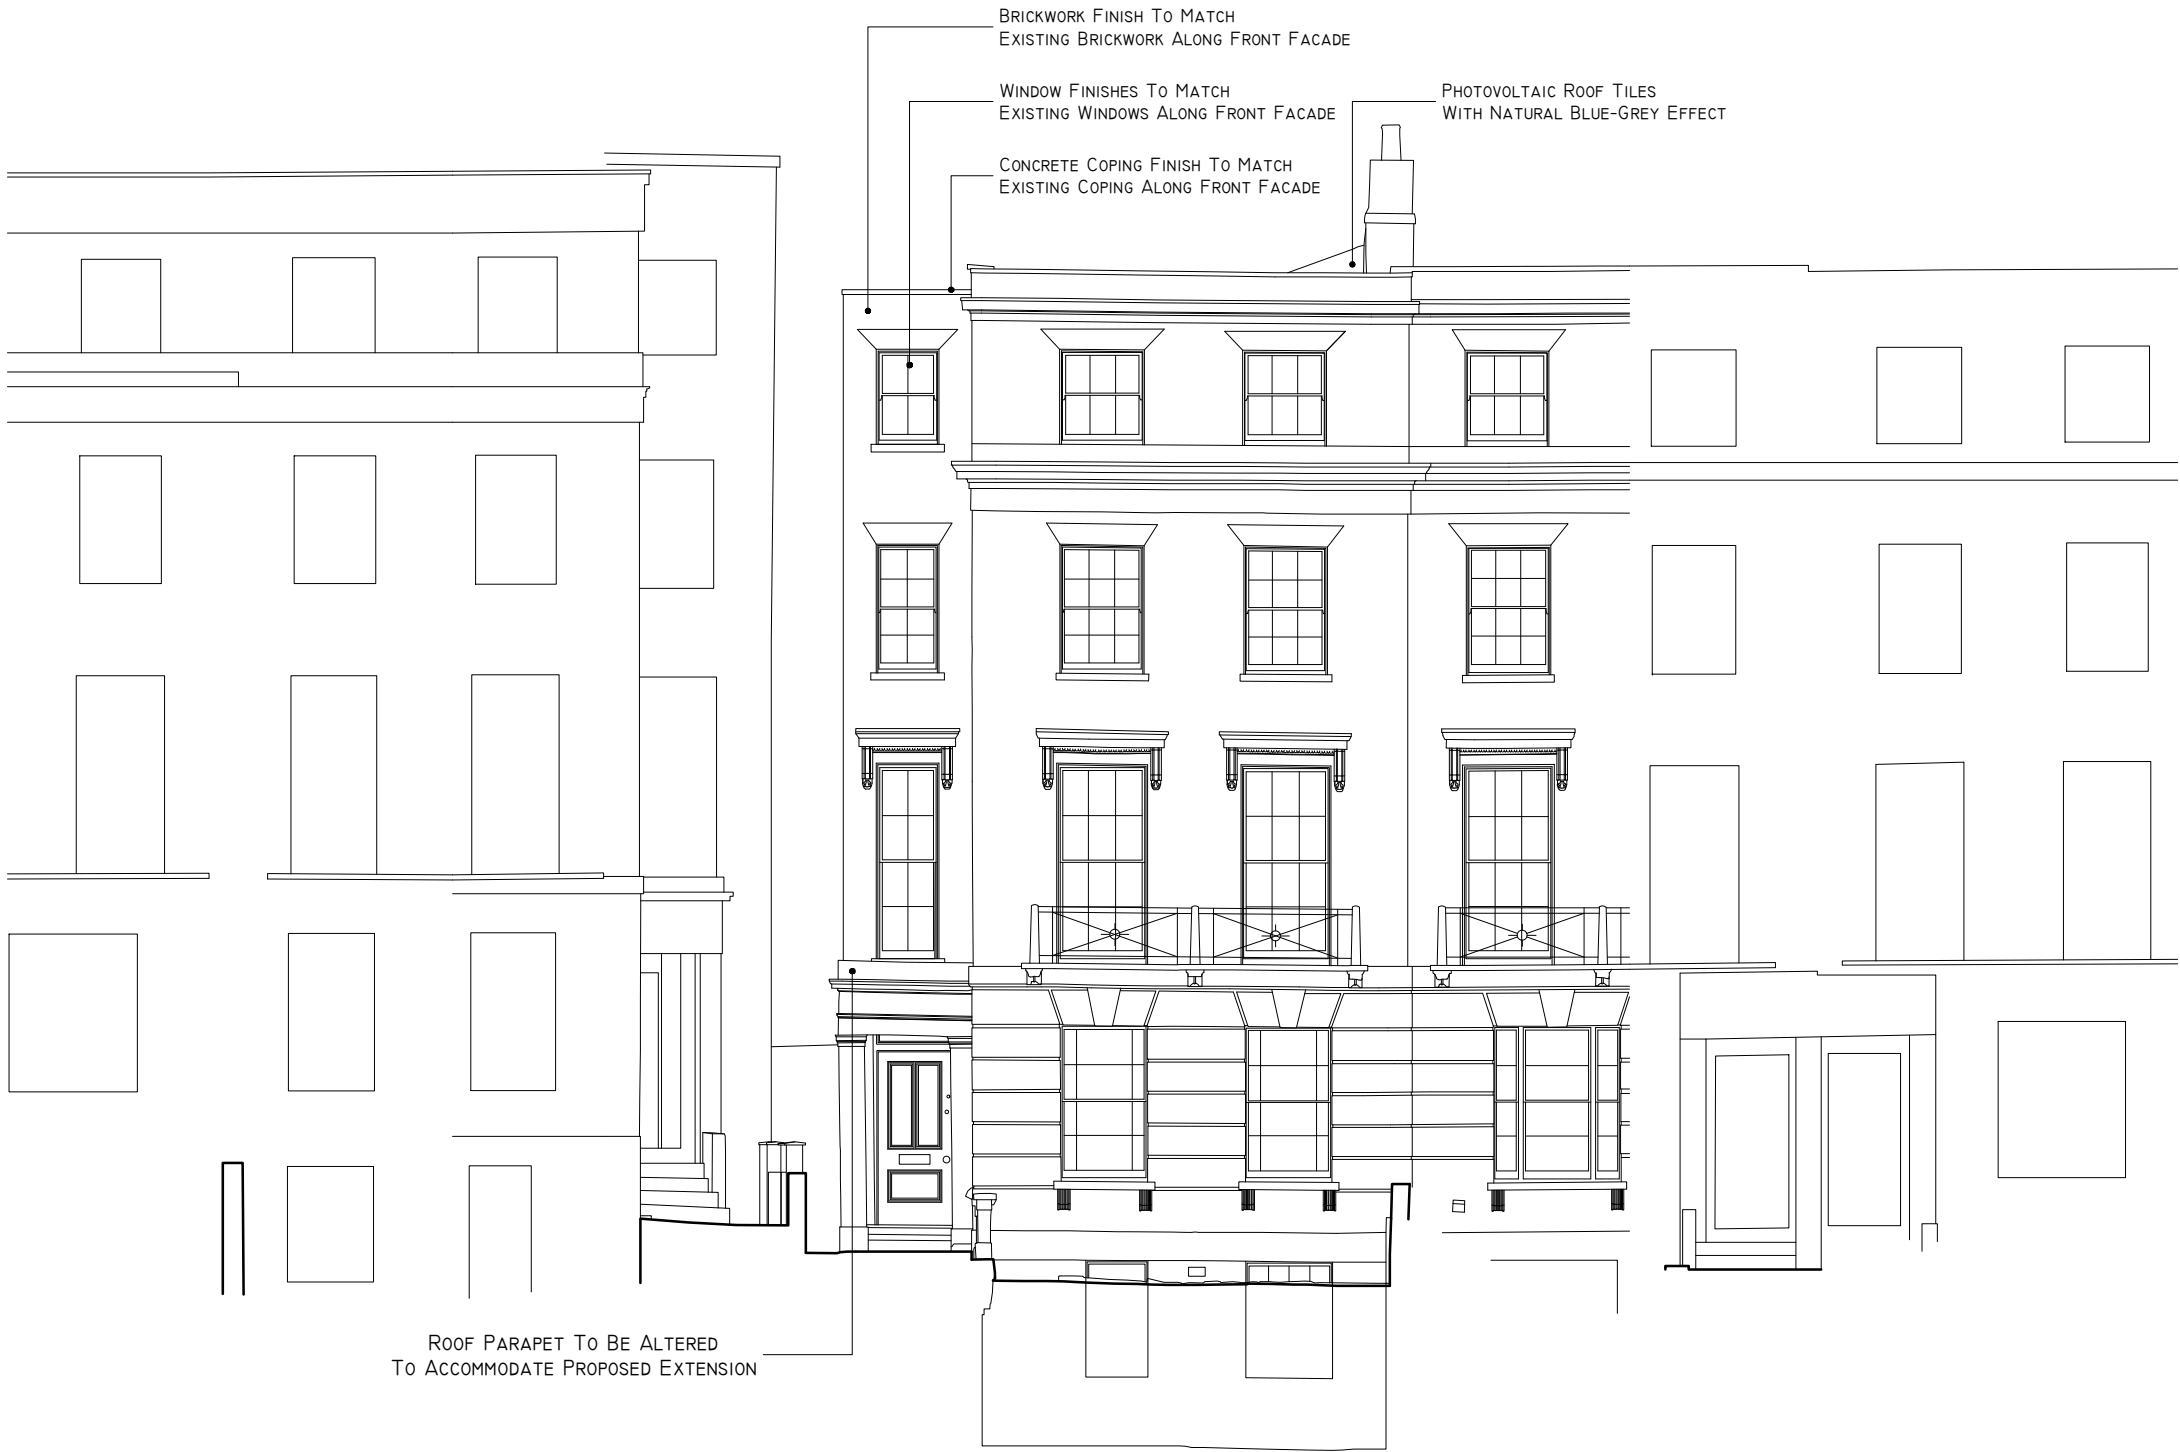 Brickwork Finish To Match
Existing Brickwork Along Front Facade
Window Finishes To Match
Existing Windows Along Front Facade
Photovoltaic Roof Tiles
With Natural Blue-Grey Effect
Concrete Coping Finish To Match
Existing Coping Along Front Facade
Roof Parapet To Be Altered
To Accommodate Proposed Extension